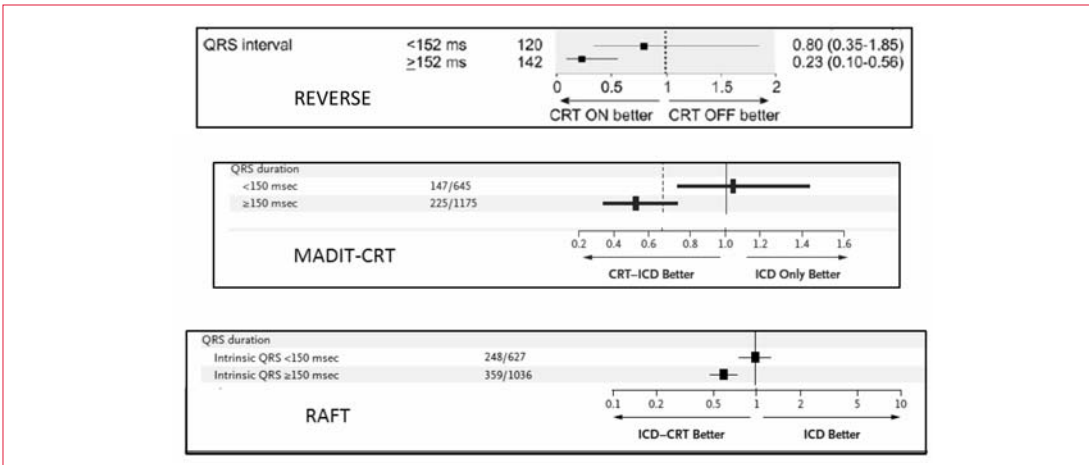 QRS interval <152 ms 120 0.80 (0.35-1.85)
≥152 ms 142 0.23 (0.10-0.56)
0 0.5 1 1.5 2
REVERSE
CRT ON better CRT OFF better
QRS duration
<150 msec 147/645
≥150 msec 225/1175
0.2 0.4 0.6 0.8 1.0 1.2 1.4 1.6
MADIT-CRT
CRT–ICD Better ICD Only Better
QRS duration
Intrinsic QRS <150 msec 248/627
Intrinsic QRS ≥150 msec 359/1036
0.1 0.2 0.5 1 2 5 10
RAFT
ICD–CRT Better ICD Better